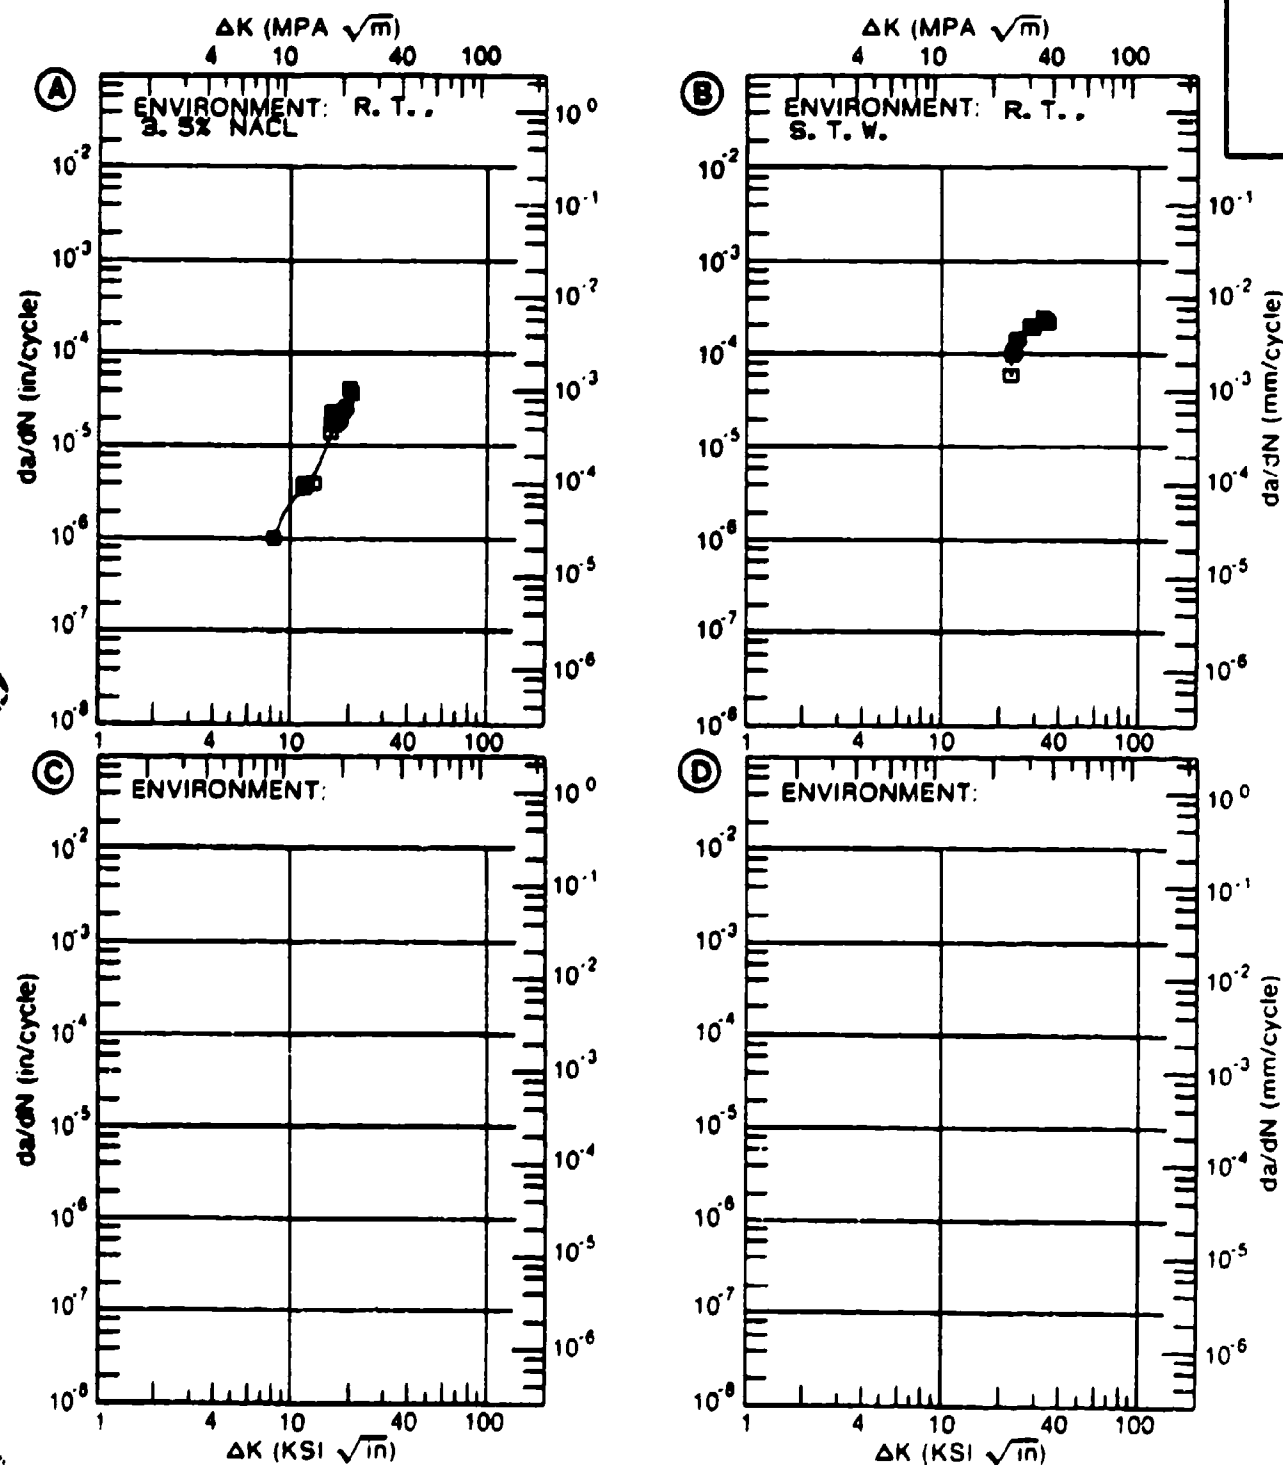 ΔK (MPA √m)
4 10 40 100
A
ENVIRONMENT: R. T.,
3. 5% NACL
10⁰
10⁻¹
10⁻²
10⁻³
10⁻⁴
10⁻⁵
10⁻⁶
da/dN (in/cycle)
10⁻²
10⁻³
10⁻⁴
10⁻⁵
10⁻⁶
10⁻⁷
10⁻⁸
1 4 10 40 100
ΔK (MPA √m)
4 10 40 100
B
ENVIRONMENT: R. T.,
S. T. W.
10⁻²
10⁻³
10⁻⁴
10⁻⁵
10⁻⁶
10⁻⁷
10⁻⁸
10⁻¹
10⁻²
10⁻³
10⁻⁴
10⁻⁵
10⁻⁶
da/dN (mm/cycle)
1 4 10 40 100
C
ENVIRONMENT:
10⁰
10⁻¹
10⁻²
10⁻³
10⁻⁴
10⁻⁵
10⁻⁶
da/dN (in/cycle)
10⁻²
10⁻³
10⁻⁴
10⁻⁵
10⁻⁶
10⁻⁷
10⁻⁸
1 4 10 40 100
ΔK (KSI √in)
D
ENVIRONMENT:
10⁻²
10⁻³
10⁻⁴
10⁻⁵
10⁻⁶
10⁻⁷
10⁻⁸
10⁰
10⁻¹
10⁻²
10⁻³
10⁻⁴
10⁻⁵
10⁻⁶
da/dN (mm/cycle)
1 4 10 40 100
ΔK (KSI √in)